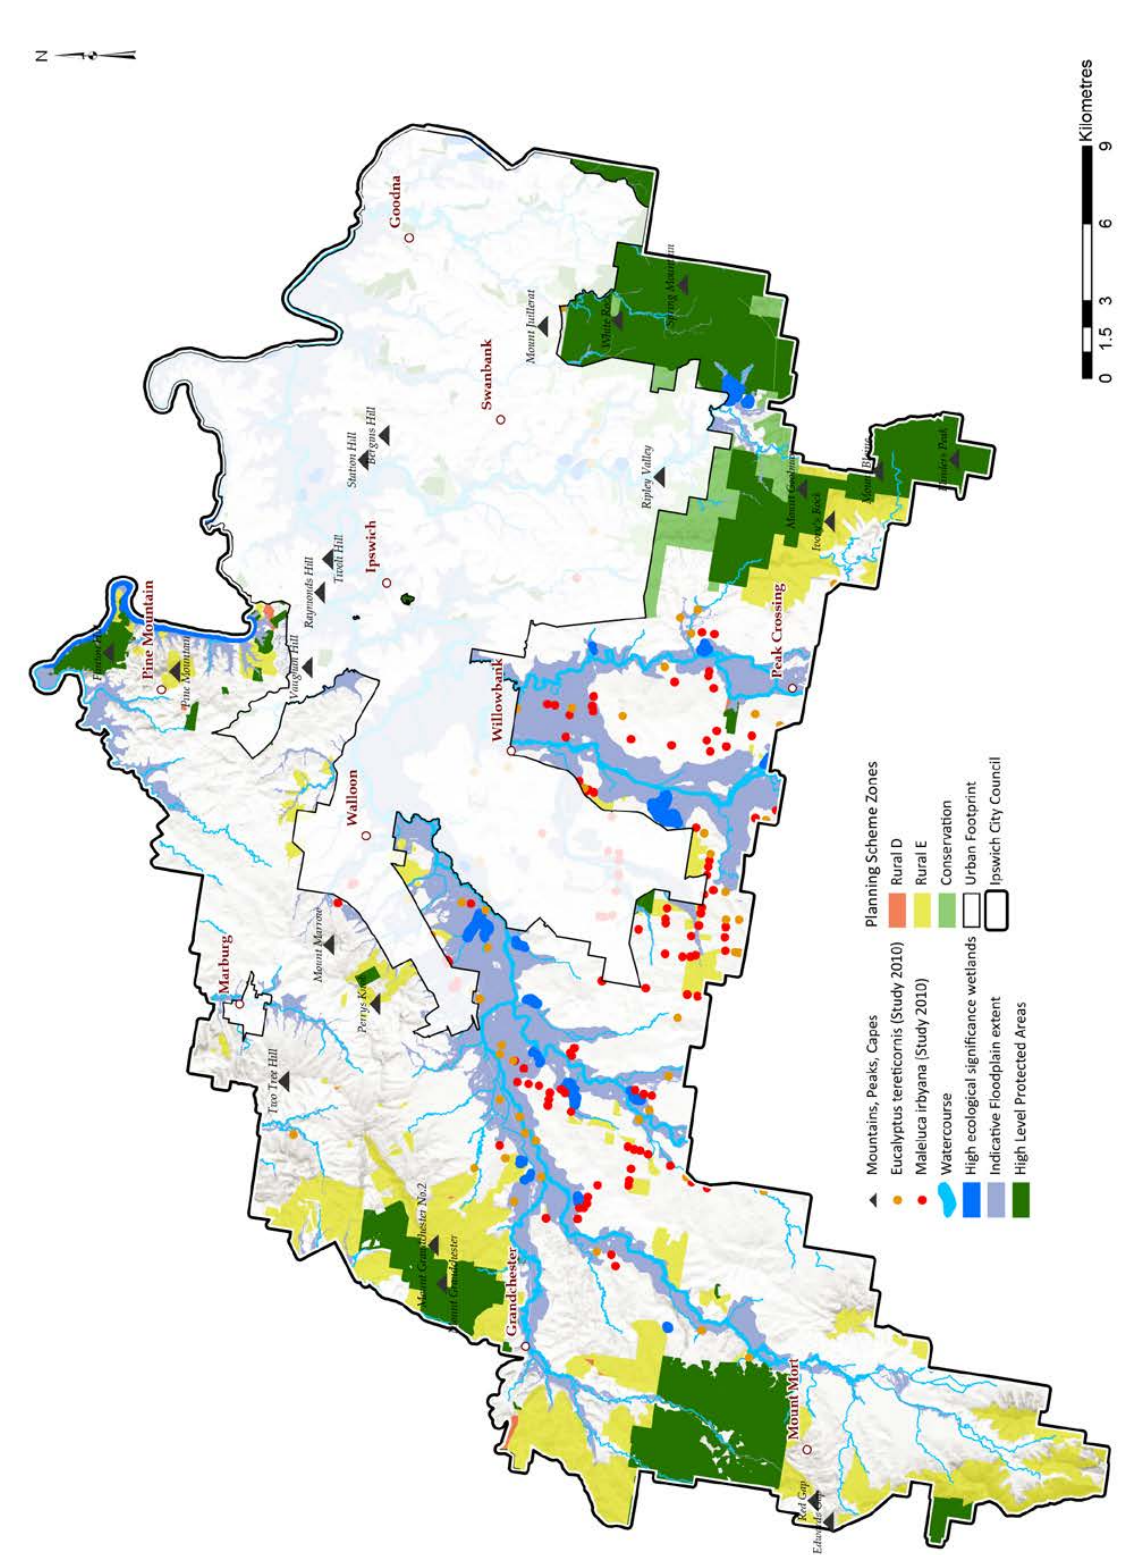 N
Goodna
Mount Juillerat
White Rock
Spring Mountain
Swanbank
Station Hill
Bergins Hill
Ripley Valley
Mount Goolman
Ivory's Rock
Mount Blaine
Flinders Peak
Ipswich
Tivoli Hill
Raymonds Hill
Vaughan Hill
Pine Mountain
Pine Mountain
Willowbank
Peak Crossing
Walloon
Marburg
Mount Marrow
Perrys Knob
Two Tree Hill
Mount Grandchester No.2
Mount Grandchester
Grandchester
Mount Mort
Red Gap
Edwards Gap
Mountains, Peaks, Capes
Eucalyptus tereticornis (Study 2010)
Maleluca irbyana (Study 2010)
Watercourse
High ecological significance wetlands
Indicative Floodplain extent
High Level Protected Areas
Planning Scheme Zones
Rural D
Rural E
Conservation
Urban Footprint
Ipswich City Council
0 1.5 3 6 9
Kilometres